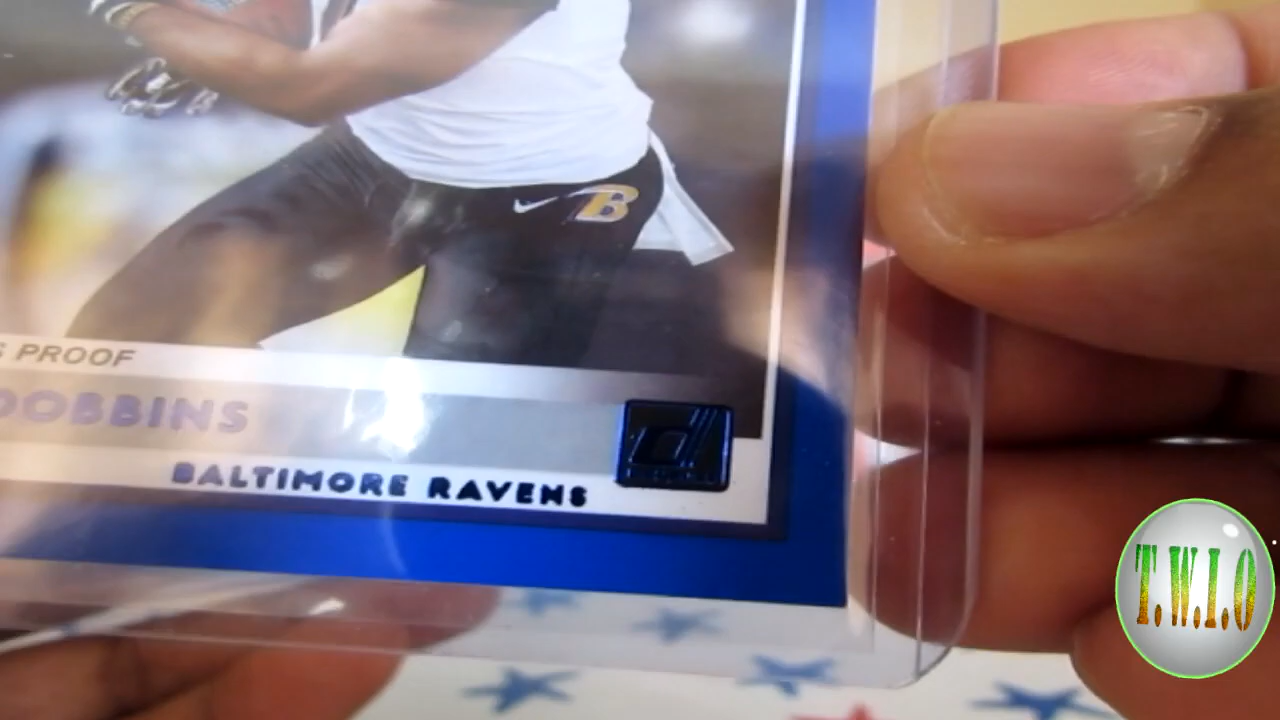 B
S PROOF
DOBBINS
BALTIMORE RAVENS
T.W.I.O